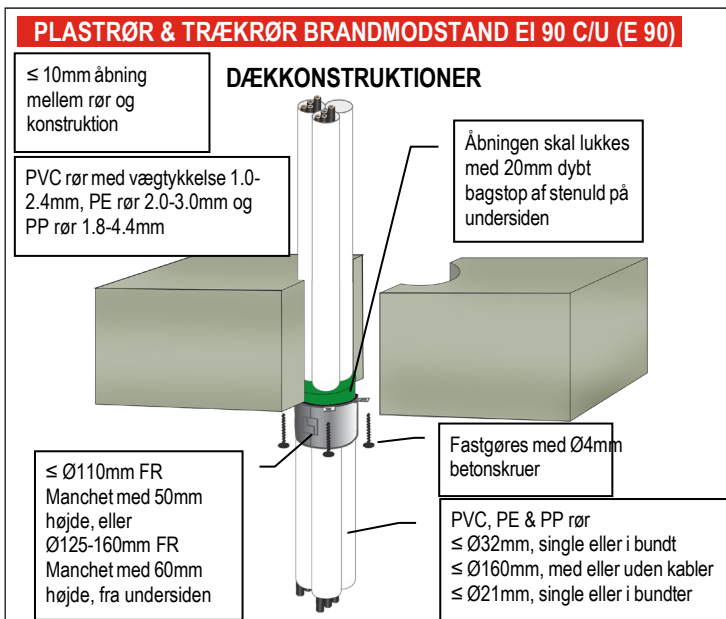 PLASTRØR & TRÆKRØR BRANDMODSTAND EI 90 C/U (E 90)
≤ 10mm åbning
mellem rør og
konstruktion
DÆKKONSTRUKTIONER
PVC rør med vægtykkelse 1.0-
2.4mm, PE rør 2.0-3.0mm og
PP rør 1.8-4.4mm
Åbningen skal lukkes
med 20mm dybt
bagstop af stenuld på
undersiden
≤ Ø110mm FR
Manchet med 50mm
højde, eller
Ø125-160mm FR
Manchet med 60mm
højde, fra undersiden
Fastgøres med Ø4mm
betonskruer
PVC, PE & PP rør
≤ Ø32mm, single eller i bundt
≤ Ø160mm, med eller uden kabler
≤ Ø21mm, single eller i bundter